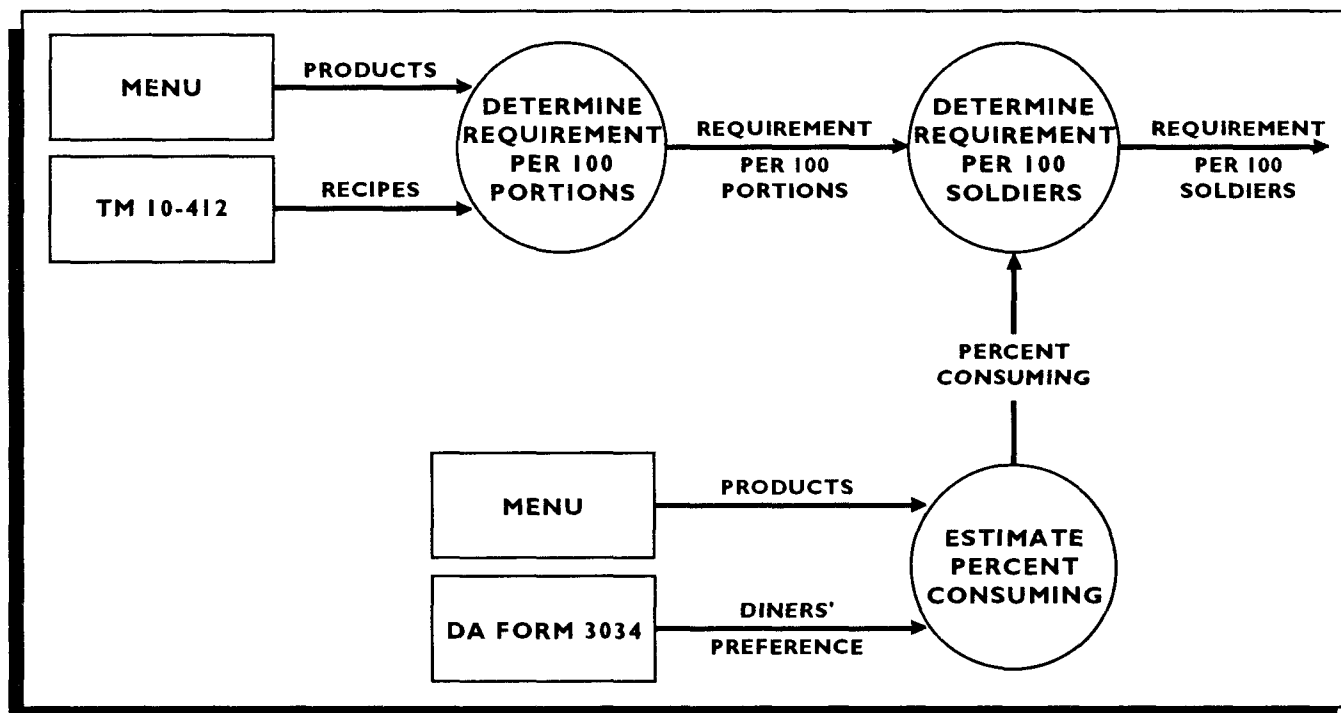 MENU
PRODUCTS
TM 10-412
RECIPES
DETERMINE
REQUIREMENT
PER 100
PORTIONS
REQUIREMENT
PER 100
PORTIONS
DETERMINE
REQUIREMENT
PER 100
SOLDIERS
REQUIREMENT
PER 100
SOLDIERS
PERCENT
CONSUMING
MENU
PRODUCTS
DA FORM 3034
DINERS'
PREFERENCE
ESTIMATE
PERCENT
CONSUMING